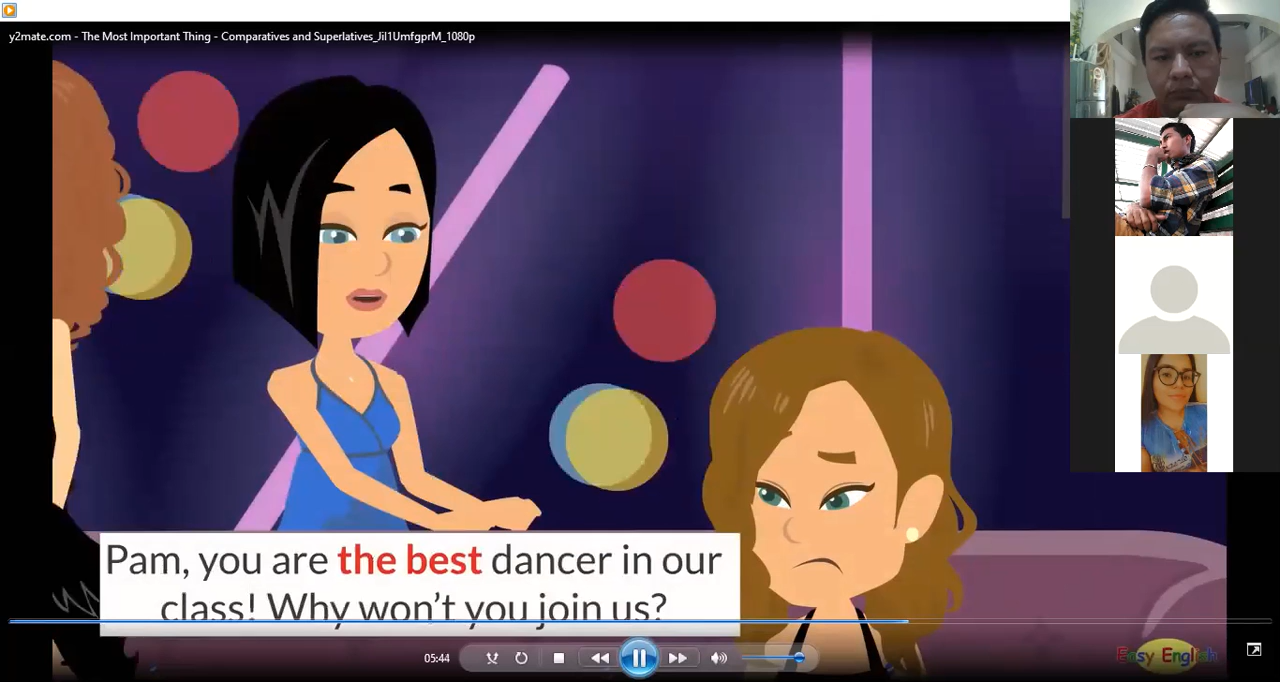 y2mate.com - The Most Important Thing - Comparatives and Superlatives_Jil1UmfgprM_1080p
Pam, you are the best dancer in our
class! Why won't you join us?
05:44
Easy English